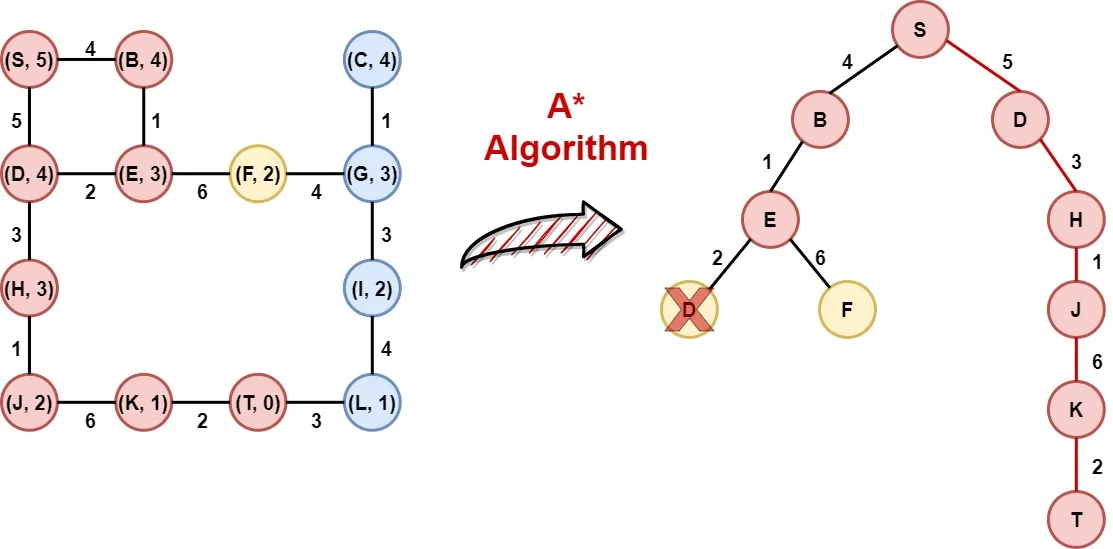 (S, 5) 4 (B, 4) (C, 4)
5 1 1
(D, 4) 2 (E, 3) 6 (F, 2) 4 (G, 3)
3 3
(H, 3) (I, 2)
1 4
(J, 2) 6 (K, 1) 2 (T, 0) 3 (L, 1)
A*
Algorithm
S
4 5
B D
1 3
E H
2 6 1
D F J
6
K
2
T